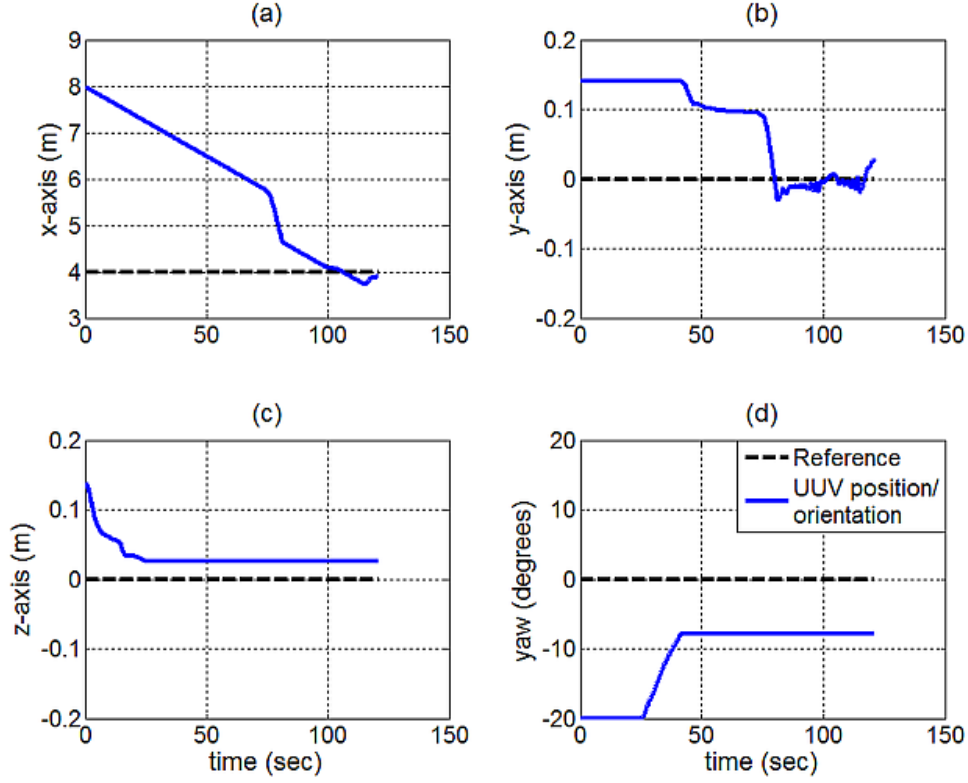 (a)
x-axis (m)
9
8
7
6
5
4
3
0 50 100 150
(b)
y-axis (m)
0.2
0.1
0
-0.1
-0.2
0 50 100 150
(c)
z-axis (m)
0.2
0.1
0
-0.1
-0.2
0 50 100 150
time (sec)
(d)
yaw (degrees)
20
10
0
-10
-20
0 50 100 150
time (sec)
Reference
UUV position/
orientation